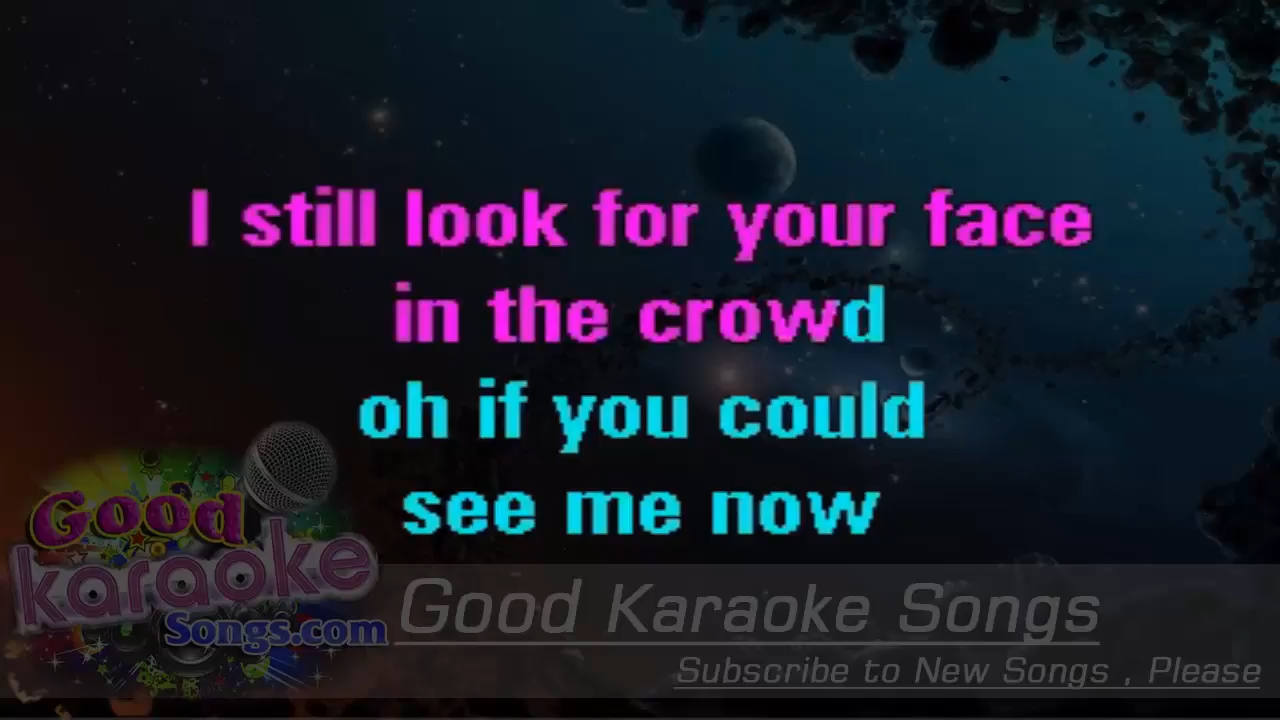 I still look for your face
in the crowd
oh if you could
see me now
Good
karaoke
Songs.com
Good Karaoke Songs
Subscribe to New Songs , Please